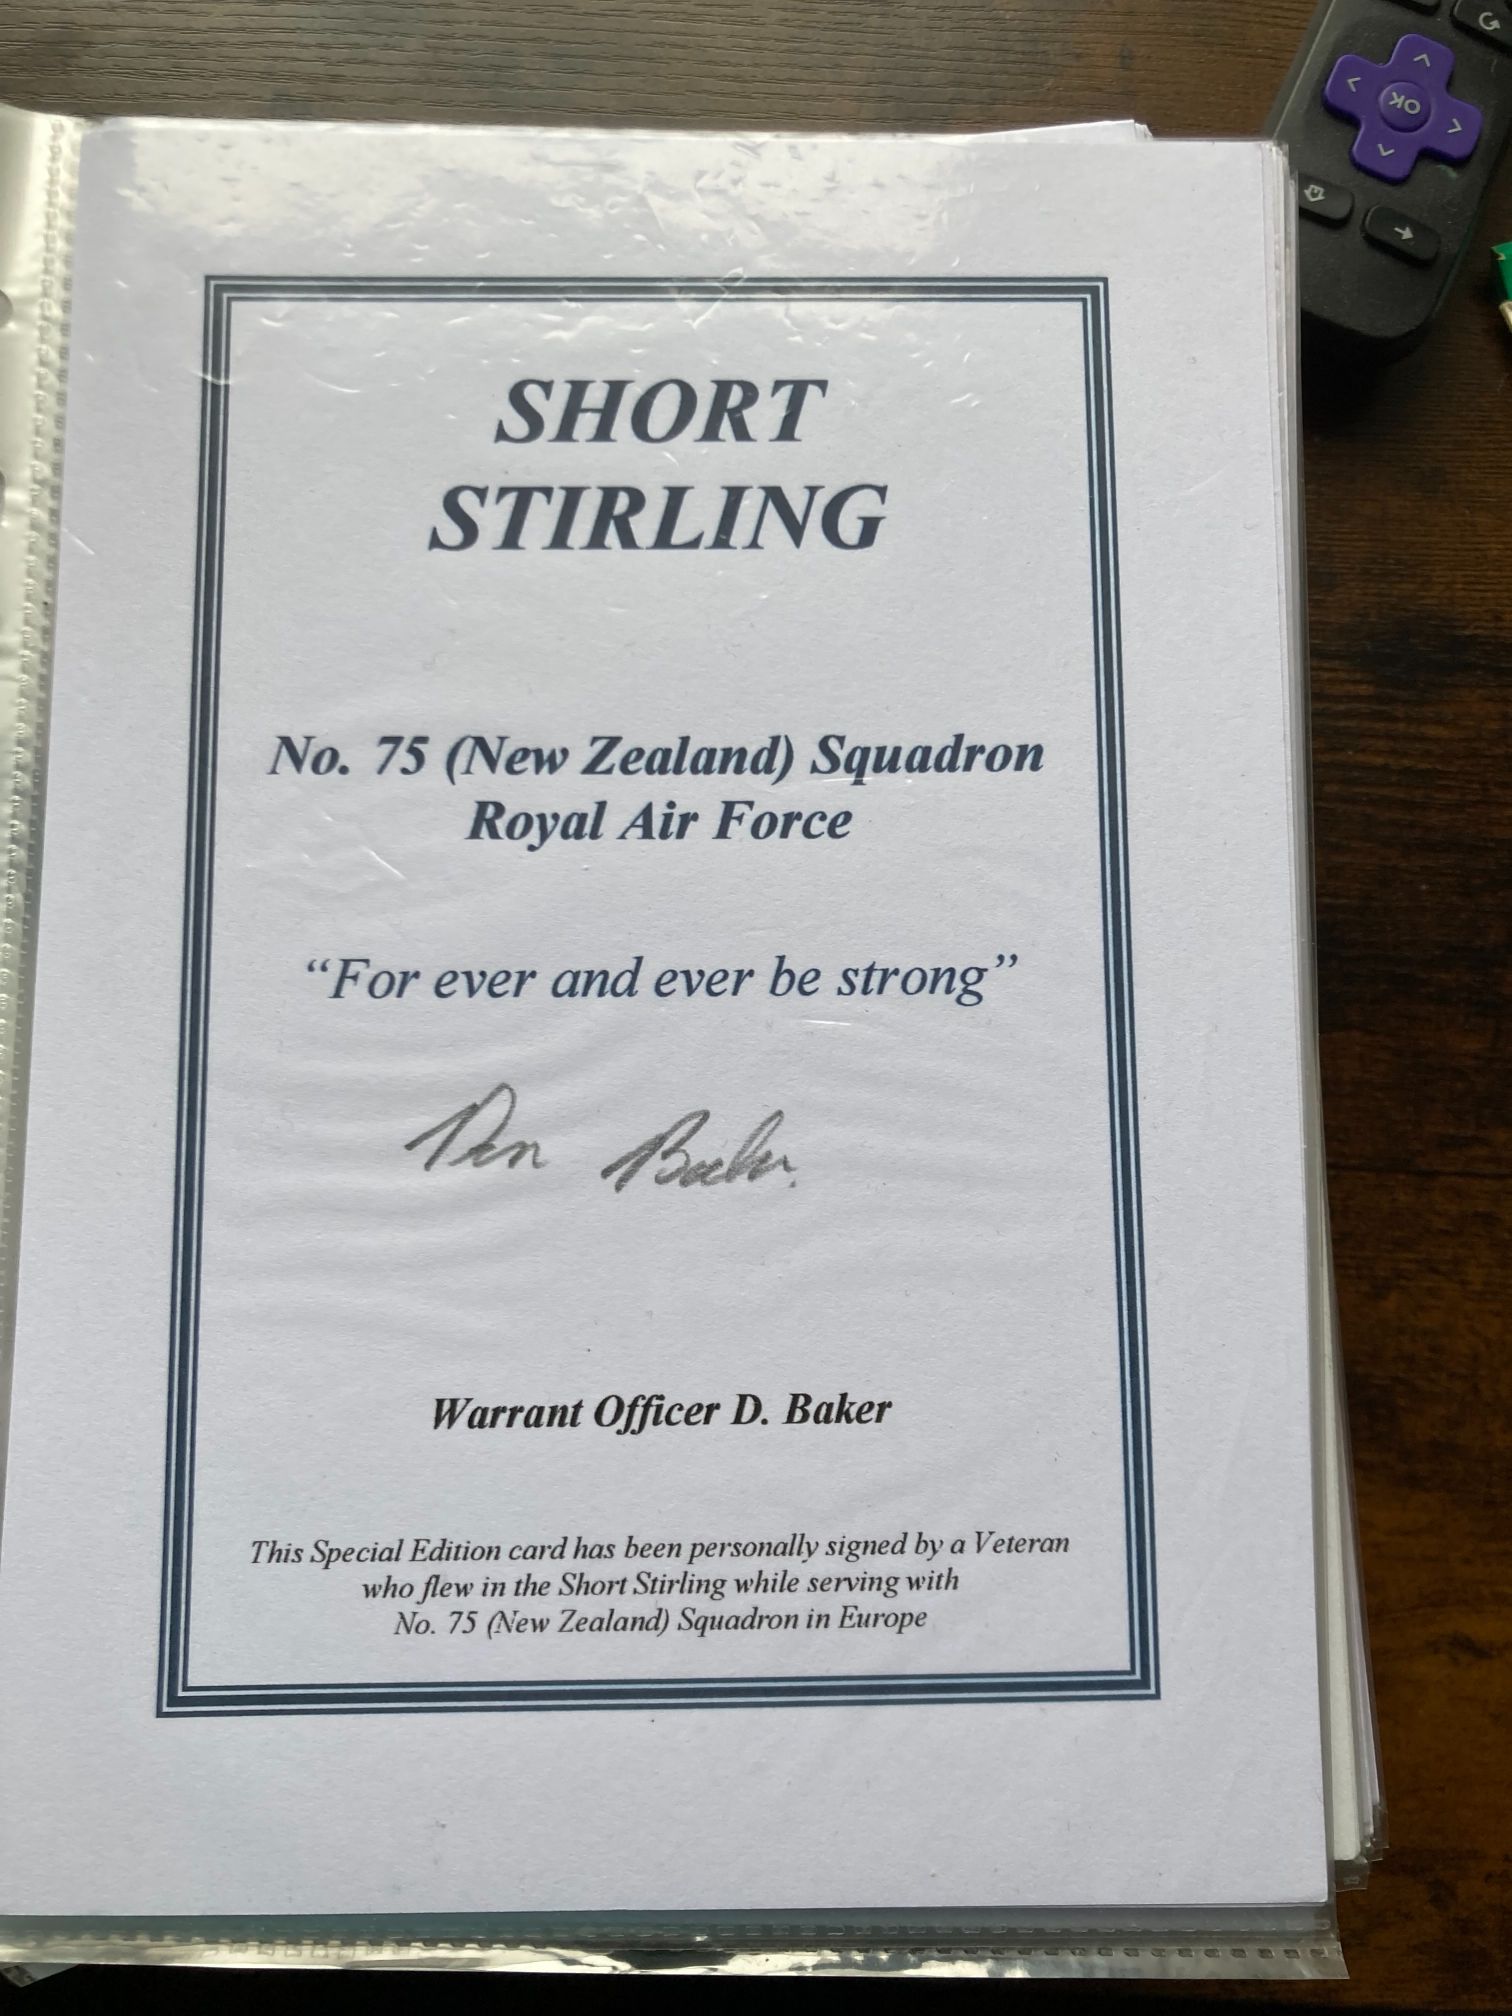 SHORT
STIRLING
No. 75 (New Zealand) Squadron
Royal Air Force
“For ever and ever be strong”
Baker.
Warrant Officer D. Baker
This Special Edition card has been personally signed by a Veteran
who flew in the Short Stirling while serving with
No. 75 (New Zealand) Squadron in Europe
OK